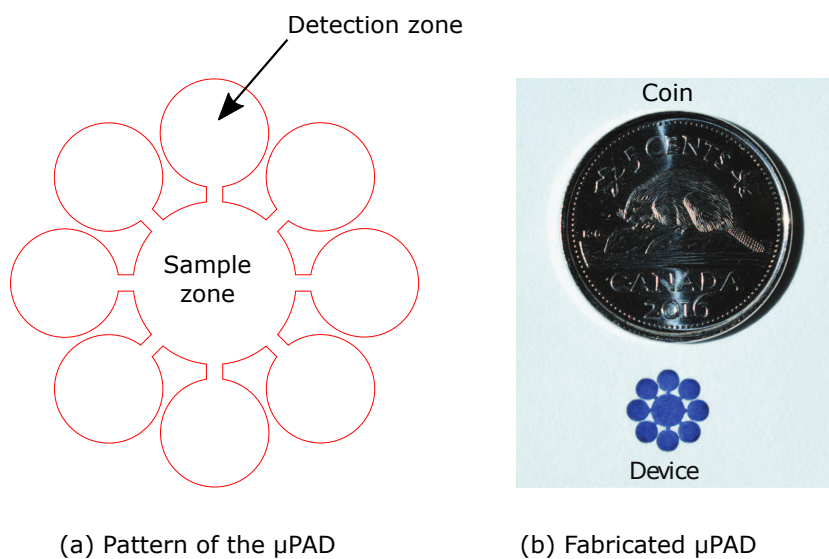 Detection zone
Sample
zone
(a) Pattern of the µPAD
Coin
5 CENTS
CANADA
2016
Device
(b) Fabricated µPAD